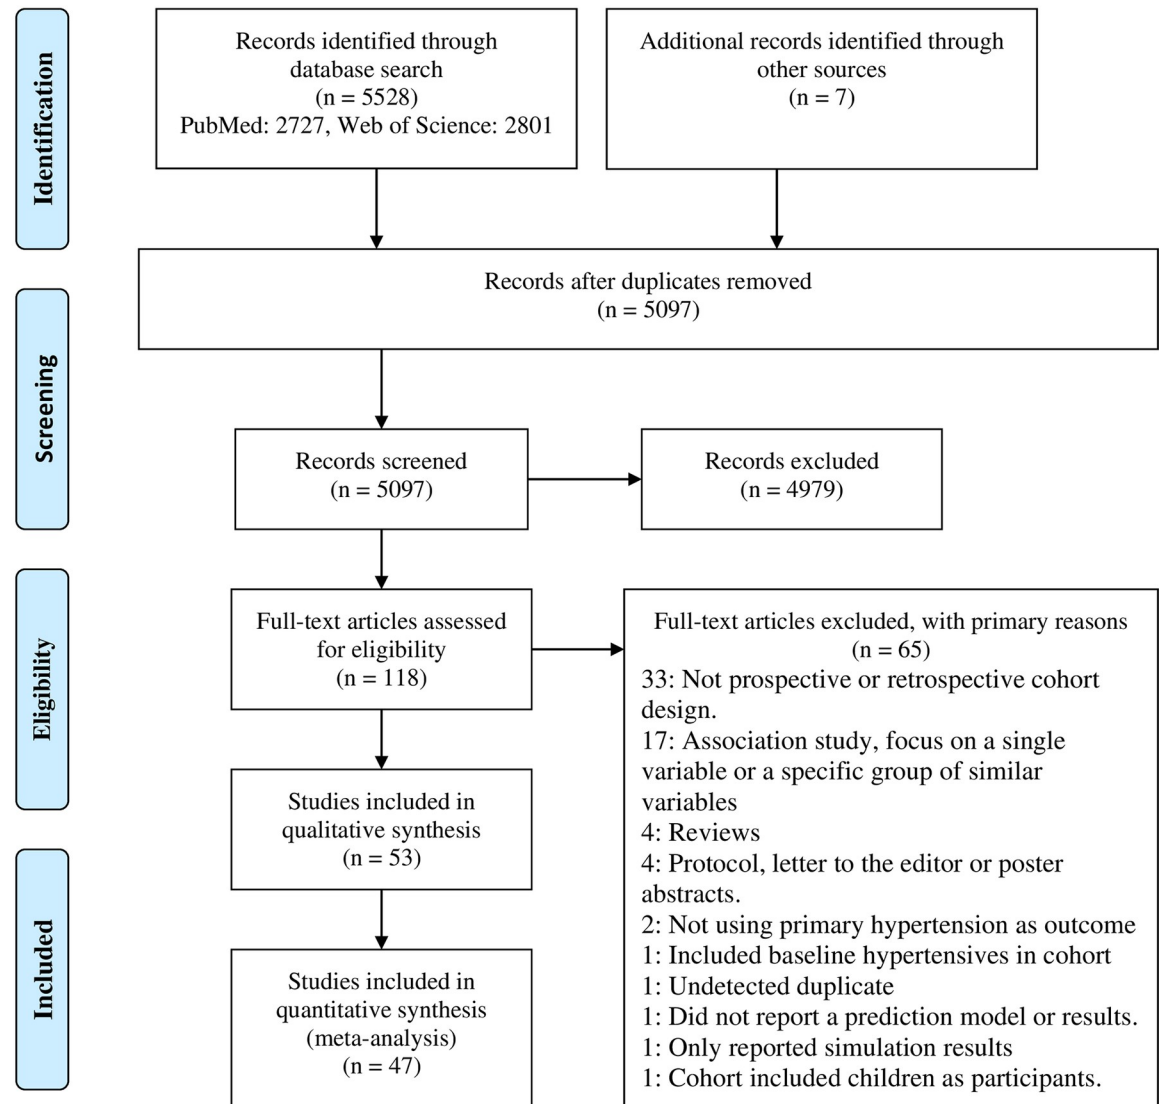 Identification
Records identified through
database search
(n = 5528)
PubMed: 2727, Web of Science: 2801
Additional records identified through
other sources
(n = 7)
Records after duplicates removed
(n = 5097)
Screening
Records screened
(n = 5097)
Records excluded
(n = 4979)
Eligibility
Full-text articles assessed
for eligibility
(n = 118)
Full-text articles excluded, with primary reasons
(n = 65)
33: Not prospective or retrospective cohort
design.
17: Association study, focus on a single
variable or a specific group of similar
variables
4: Reviews
4: Protocol, letter to the editor or poster
abstracts.
2: Not using primary hypertension as outcome
1: Included baseline hypertensives in cohort
1: Undetected duplicate
1: Did not report a prediction model or results.
1: Only reported simulation results
1: Cohort included children as participants.
Studies included in
qualitative synthesis
(n = 53)
Included
Studies included in
quantitative synthesis
(meta-analysis)
(n = 47)